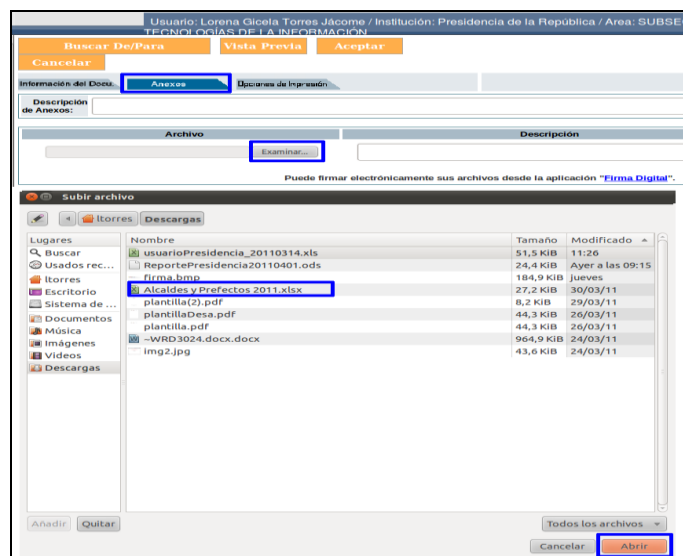 Usuario: Lorena Gicela Torres Jácome / Institución: Presidencia de la República / Area: SUBSE
TECNOLOGÍAS DE LA INFORMACIÓN
Buscar De/Para Vista Previa Aceptar
Cancelar
Información del Docu. Anexos Opciones de Impresión
Descripción
de Anexos:
Archivo Descripción
Examinar...
Puede firmar electrónicamente sus archivos desde la aplicación "Firma Digital".
Subir archivo
ltorres Descargas
Lugares Nombre Tamaño Modificado
Buscar usuarioPresidencia_20110314.xls 51,5 KiB 11:26
Usados rec... ReportePresidencia20110401.ods 24,4 KiB Ayer a las 09:15
ltorres firma.bmp 184,9 KiB jueves
Escritorio Alcaldes y Prefectos 2011.xlsx 27,2 KiB 30/03/11
Sistema de ... plantilla(2).pdf 8,2 KiB 29/03/11
Documentos plantillaDesa.pdf 44,3 KiB 26/03/11
Música plantilla.pdf 44,3 KiB 26/03/11
Imágenes ~WRD3024.docx.docx 964,9 KiB 24/03/11
Videos img2.jpg 43,6 KiB 24/03/11
Descargas
Añadir Quitar Todos los archivos
Cancelar Abrir